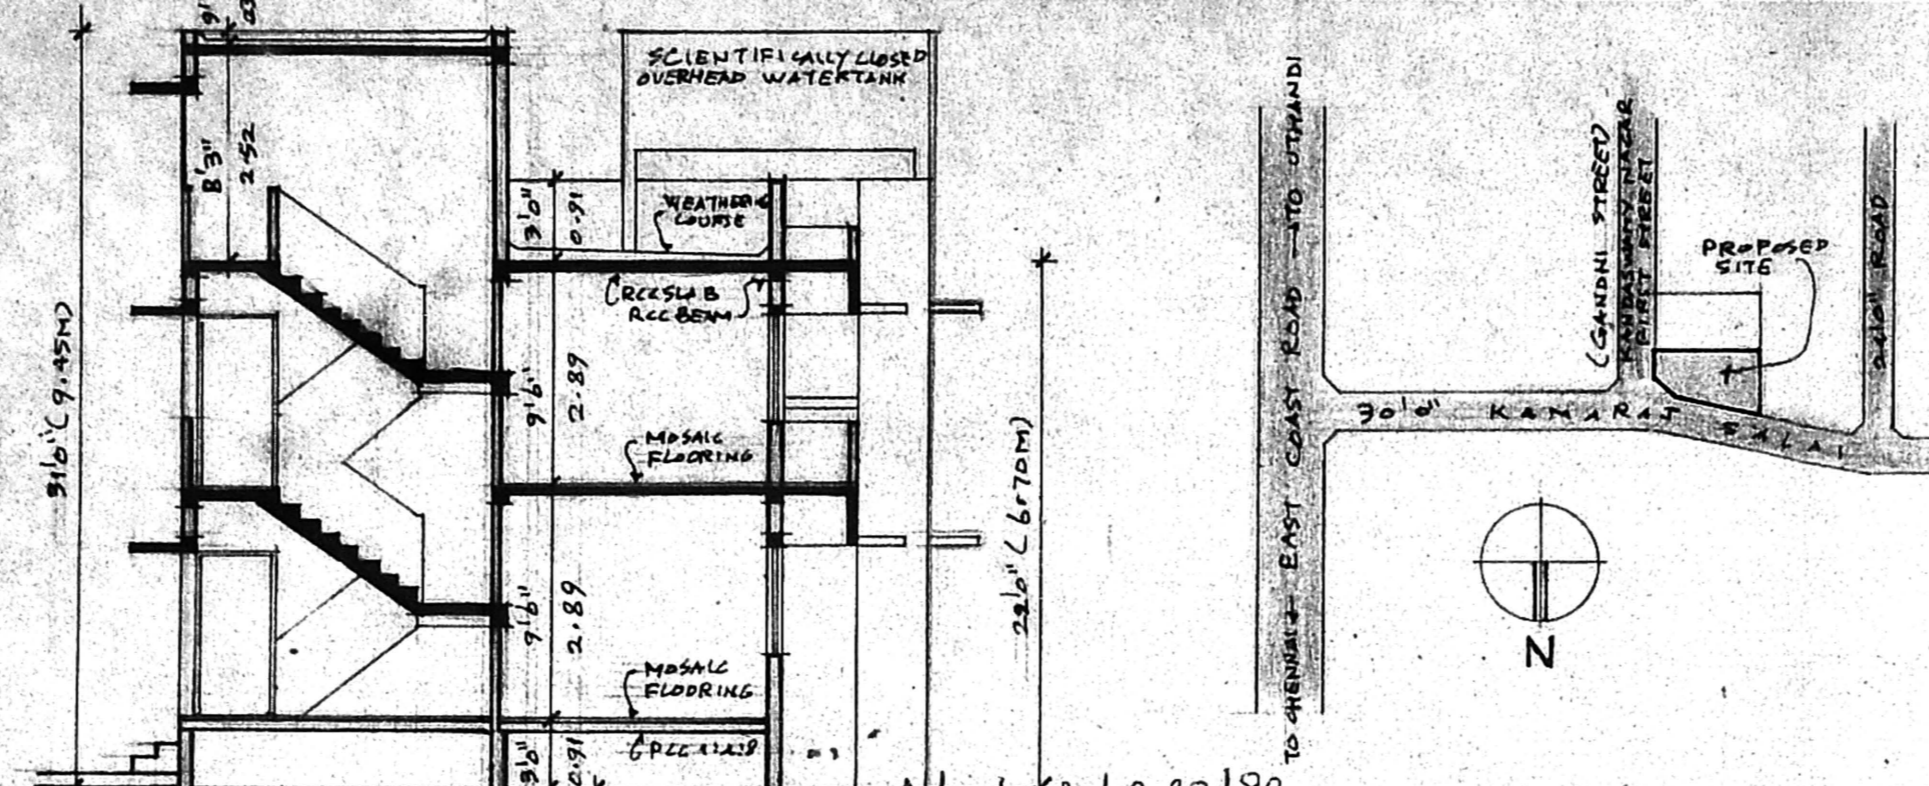 SCIENTIFICALLY CLOSED
OVERHEAD WATERTANK
8'3"
2.52
3'0"
0.91
WEATHERING
COURSE
RCC SLAB
RCC BEAM
9'6"
2.89
MOSAIC
FLOORING
9'6"
2.89
MOSAIC
FLOORING
3'0"
0.91
31'0" (9.45M)
22'0" (6.70M)
TO CHENNAI ← EAST COAST ROAD → TO UTHANDI
(GANDHI STREET)
KANDASWAMY NAGAR
FIRST STREET
PROPOSED
SITE
ROAD
30'0" KAMARAJ SALAI
N